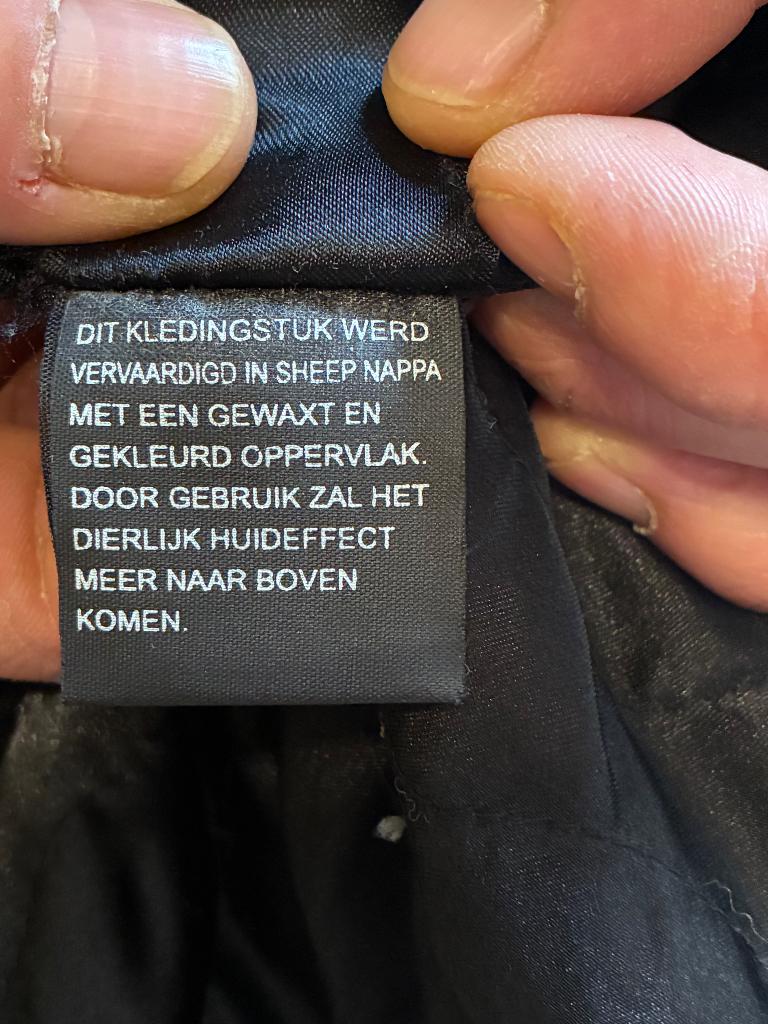 DIT KLEDINGSTUK WERD
VERVAARDIGD IN SHEEP NAPPA
MET EEN GEWAXT EN
GEKLEURD OPPERVLAK.
DOOR GEBRUIK ZAL HET
DIERLIJK HUIDEFFECT
MEER NAAR BOVEN
KOMEN.